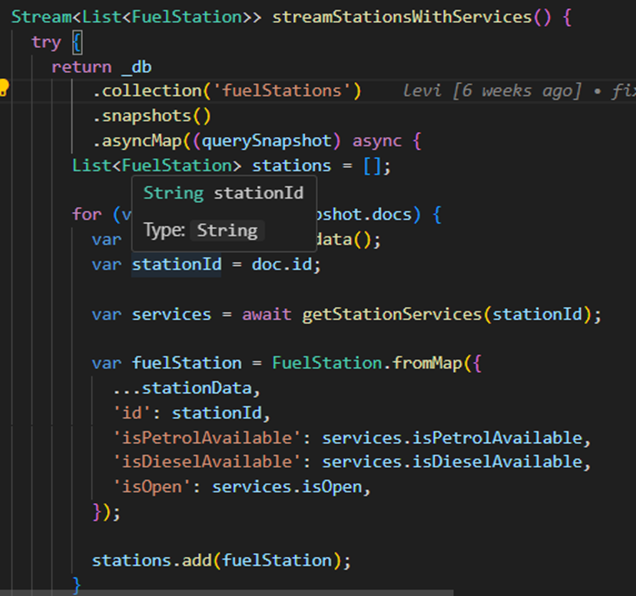 Stream<List<FuelStation>> streamStationsWithServices() {
try {
return _db
.collection('fuelStations') levi [6 weeks ago] • fix
.snapshots()
.asyncMap((querySnapshot) async {
List<FuelStation> stations = [];
String stationId
for (v pshot.docs) {
Type: String
var data();
var stationId = doc.id;
var services = await getStationServices(stationId);
var fuelStation = FuelStation.fromMap({
...stationData,
'id': stationId,
'isPetrolAvailable': services.isPetrolAvailable,
'isDieselAvailable': services.isDieselAvailable,
'isOpen': services.isOpen,
});
stations.add(fuelStation);
}